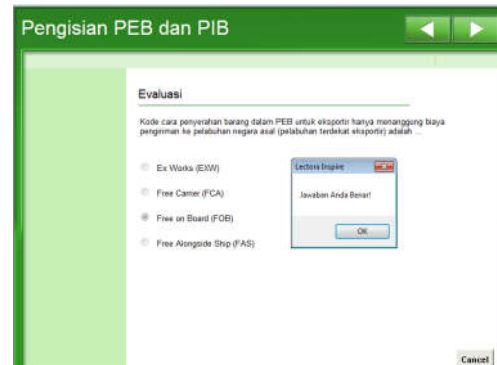 Pengisian PEB dan PIB
Evaluasi
Kode cara penyerahan barang dalam PEB untuk eksportir hanya menanggung biaya
pengiriman ke pelabuhan negara asal (pelabuhan terdekat eksportir) adalah ...
Ex Works (EXW)
Free Carrier (FCA)
Free on Board (FOB)
Free Alongside Ship (FAS)
Lectora Inspire
Jawaban Anda Benar!
OK
Cancel